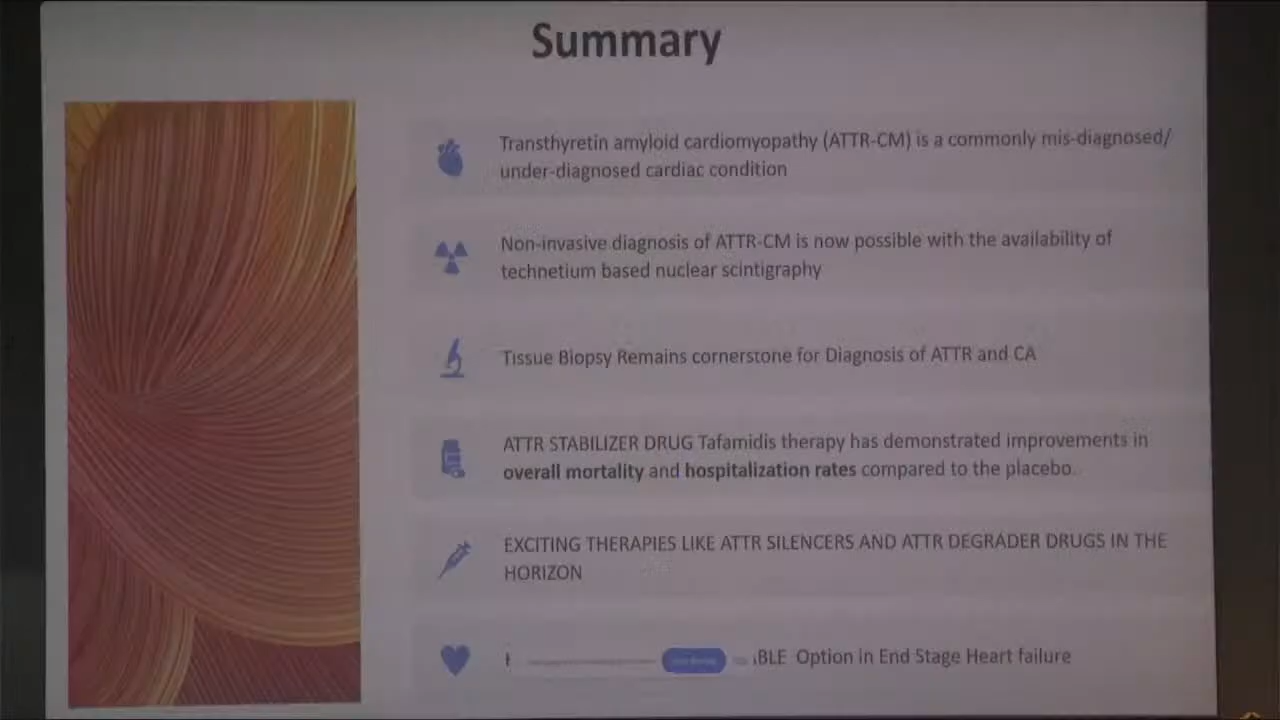 Summary
Transthyretin amyloid cardiomyopathy (ATTR-CM) is a commonly mis-diagnosed/
under-diagnosed cardiac condition
Non-invasive diagnosis of ATTR-CM is now possible with the availability of
technetium based nuclear scintigraphy
Tissue Biopsy Remains cornerstone for Diagnosis of ATTR and CA
ATTR STABILIZER DRUG Tafamidis therapy has demonstrated improvements in
overall mortality and hospitalization rates compared to the placebo.
EXCITING THERAPIES LIKE ATTR SILENCERS AND ATTR DEGRADER DRUGS IN THE
HORIZON
Option in End Stage Heart failure